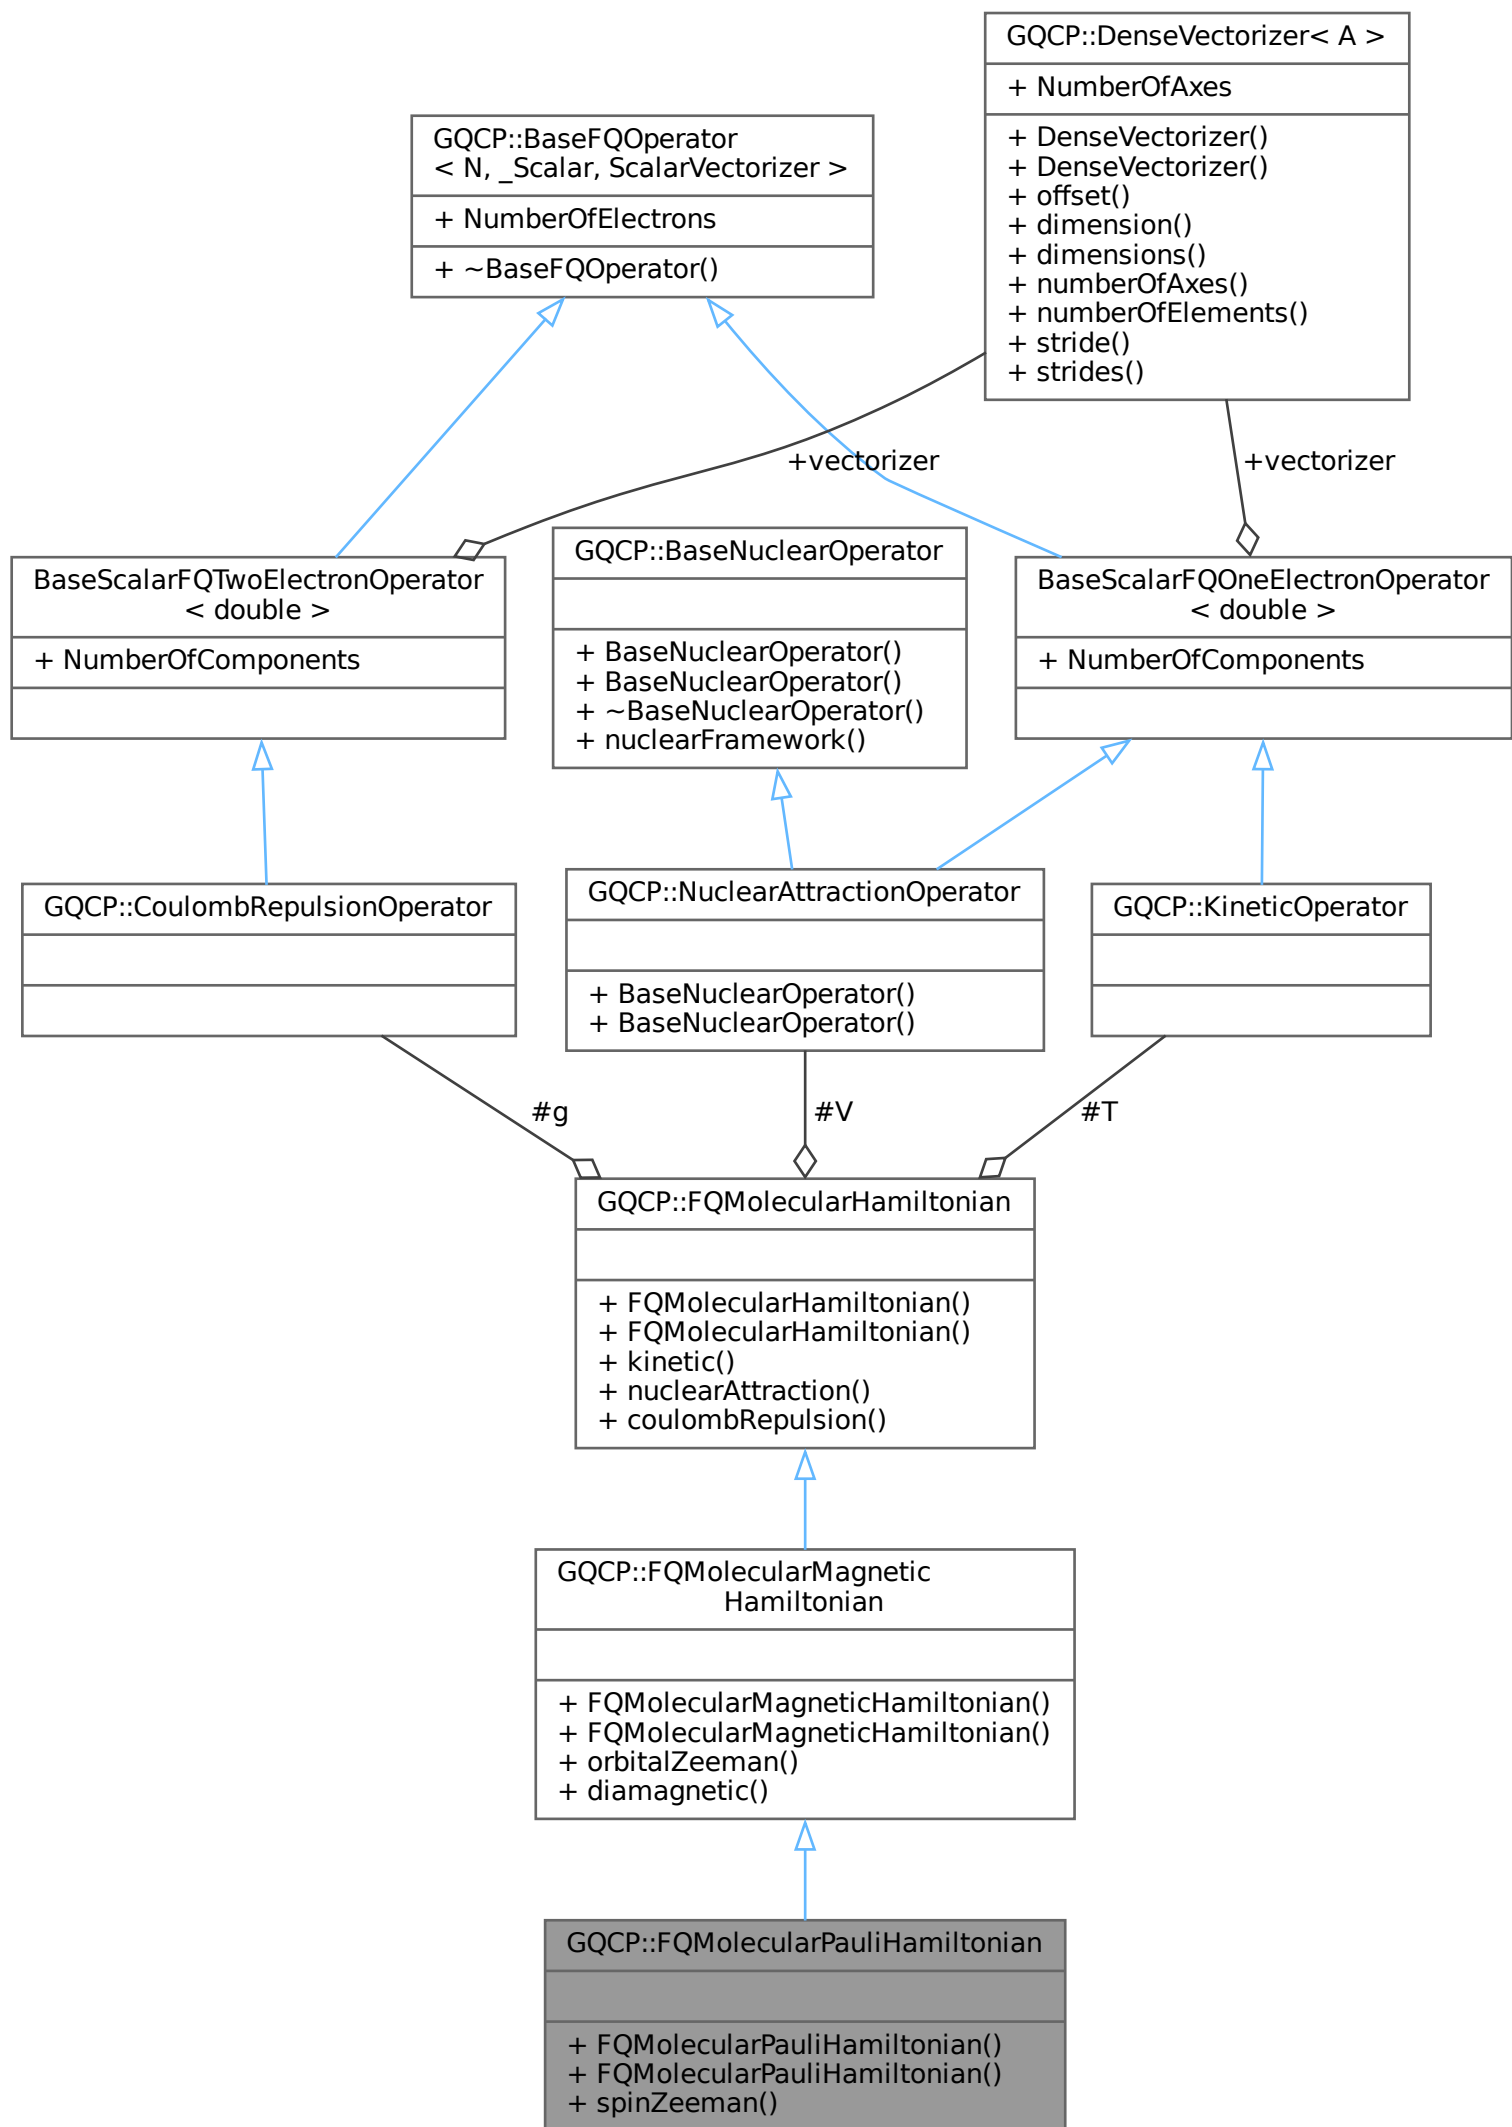 GQCP::DenseVectorizer< A >
+ NumberOfAxes
+ DenseVectorizer()
+ DenseVectorizer()
+ offset()
+ dimension()
+ dimensions()
+ numberOfAxes()
+ numberOfElements()
+ stride()
+ strides()
GQCP::BaseFQOperator
< N, _Scalar, ScalarVectorizer >
+ NumberOfElectrons
+ ~BaseFQOperator()
+vectorizer
+vectorizer
BaseScalarFQTwoElectronOperator
< double >
+ NumberOfComponents
GQCP::BaseNuclearOperator
+ BaseNuclearOperator()
+ BaseNuclearOperator()
+ ~BaseNuclearOperator()
+ nuclearFramework()
BaseScalarFQOneElectronOperator
< double >
+ NumberOfComponents
GQCP::CoulombRepulsionOperator
GQCP::NuclearAttractionOperator
+ BaseNuclearOperator()
+ BaseNuclearOperator()
GQCP::KineticOperator
#g
#V
#T
GQCP::FQMolecularHamiltonian
+ FQMolecularHamiltonian()
+ FQMolecularHamiltonian()
+ kinetic()
+ nuclearAttraction()
+ coulombRepulsion()
GQCP::FQMolecularMagnetic
Hamiltonian
+ FQMolecularMagneticHamiltonian()
+ FQMolecularMagneticHamiltonian()
+ orbitalZeeman()
+ diamagnetic()
GQCP::FQMolecularPauliHamiltonian
+ FQMolecularPauliHamiltonian()
+ FQMolecularPauliHamiltonian()
+ spinZeeman()